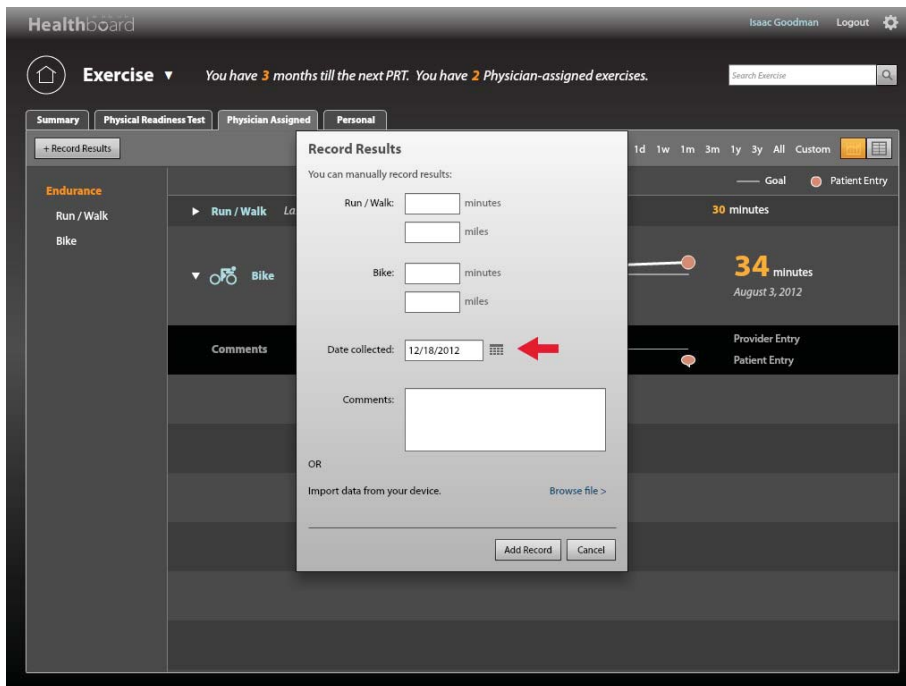 Healthboard
Isaac Goodman Logout
Exercise ▼ You have 3 months till the next PRT. You have 2 Physician-assigned exercises.
Search Exercise
Summary Physical Readiness Test Physician Assigned Personal
+ Record Results
1d 1w 1m 3m 1y 3y All Custom
Goal Patient Entry
Endurance
Run / Walk
Bike
Run / Walk La
30 minutes
Bike
34 minutes
August 3, 2012
Comments
Provider Entry
Patient Entry
Record Results
You can manually record results:
Run / Walk: minutes
miles
Bike: minutes
miles
Date collected: 12/18/2012
Comments:
OR
Import data from your device. Browse file >
Add Record Cancel